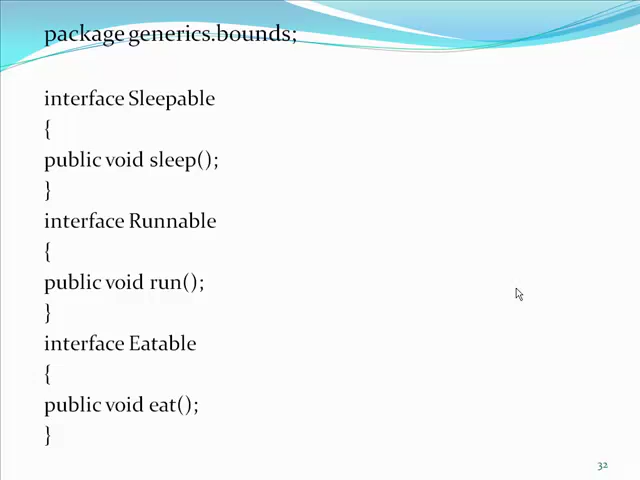 package generics.bounds;
interface Sleepable
{
public void sleep();
}
interface Runnable
{
public void run();
}
interface Eatable
{
public void eat();
}
32